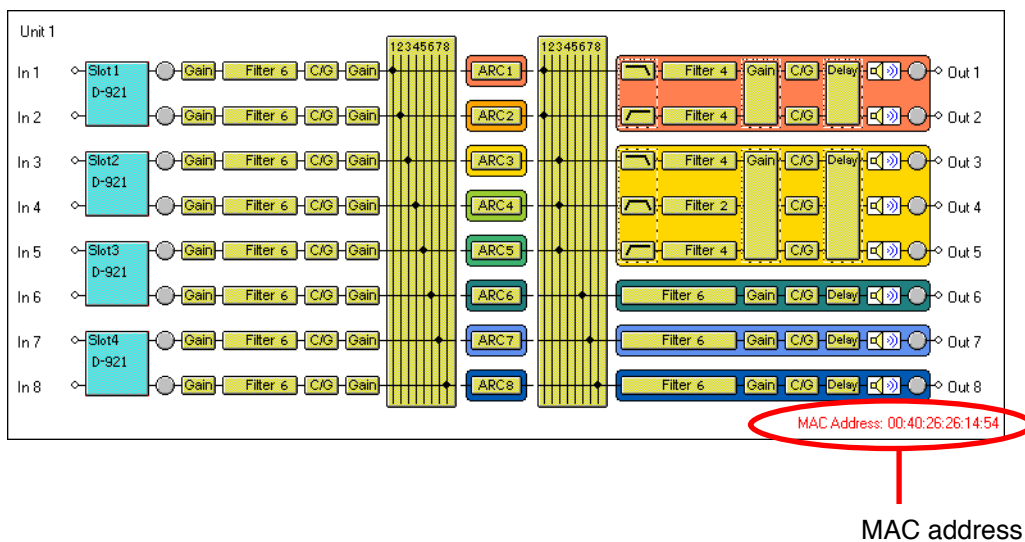 Unit 1
12345678 12345678
In 1 Slot1 Gain Filter 6 C/G Gain ARC1 Filter 4 Gain C/G Delay Out 1
D-921
In 2 Gain Filter 6 C/G Gain ARC2 Filter 4 C/G Out 2
In 3 Slot2 Gain Filter 6 C/G Gain ARC3 Filter 4 Gain C/G Delay Out 3
D-921
In 4 Gain Filter 6 C/G Gain ARC4 Filter 2 C/G Out 4
In 5 Slot3 Gain Filter 6 C/G Gain ARC5 Filter 4 C/G Out 5
D-921
In 6 Gain Filter 6 C/G Gain ARC6 Filter 6 Gain C/G Delay Out 6
In 7 Slot4 Gain Filter 6 C/G Gain ARC7 Filter 6 Gain C/G Delay Out 7
D-921
In 8 Gain Filter 6 C/G Gain ARC8 Filter 6 Gain C/G Delay Out 8
MAC Address: 00:40:26:26:14:54
MAC address